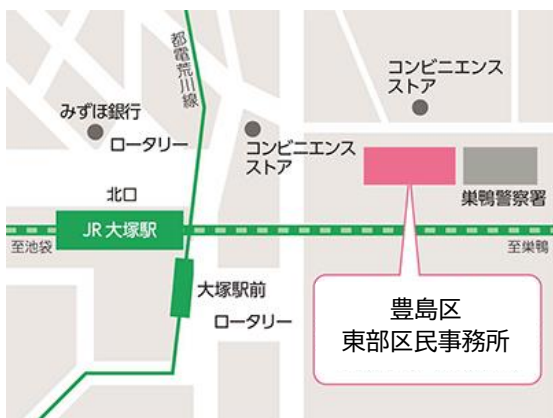 都電荒川線
コンビニエンス
ストア
みずほ銀行
ロータリー
コンビニエンス
ストア
巣鴨警察署
北口
JR 大塚駅
至池袋
至巣鴨
大塚駅前
ロータリー
豊島区
東部区民事務所